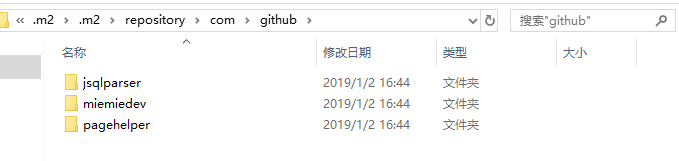 « .m2 › .m2 › repository › com › github › 搜索"github"
名称 修改日期 类型 大小
jsqlparser 2019/1/2 16:44 文件夹
miemiedev 2019/1/2 16:44 文件夹
pagehelper 2019/1/2 16:44 文件夹